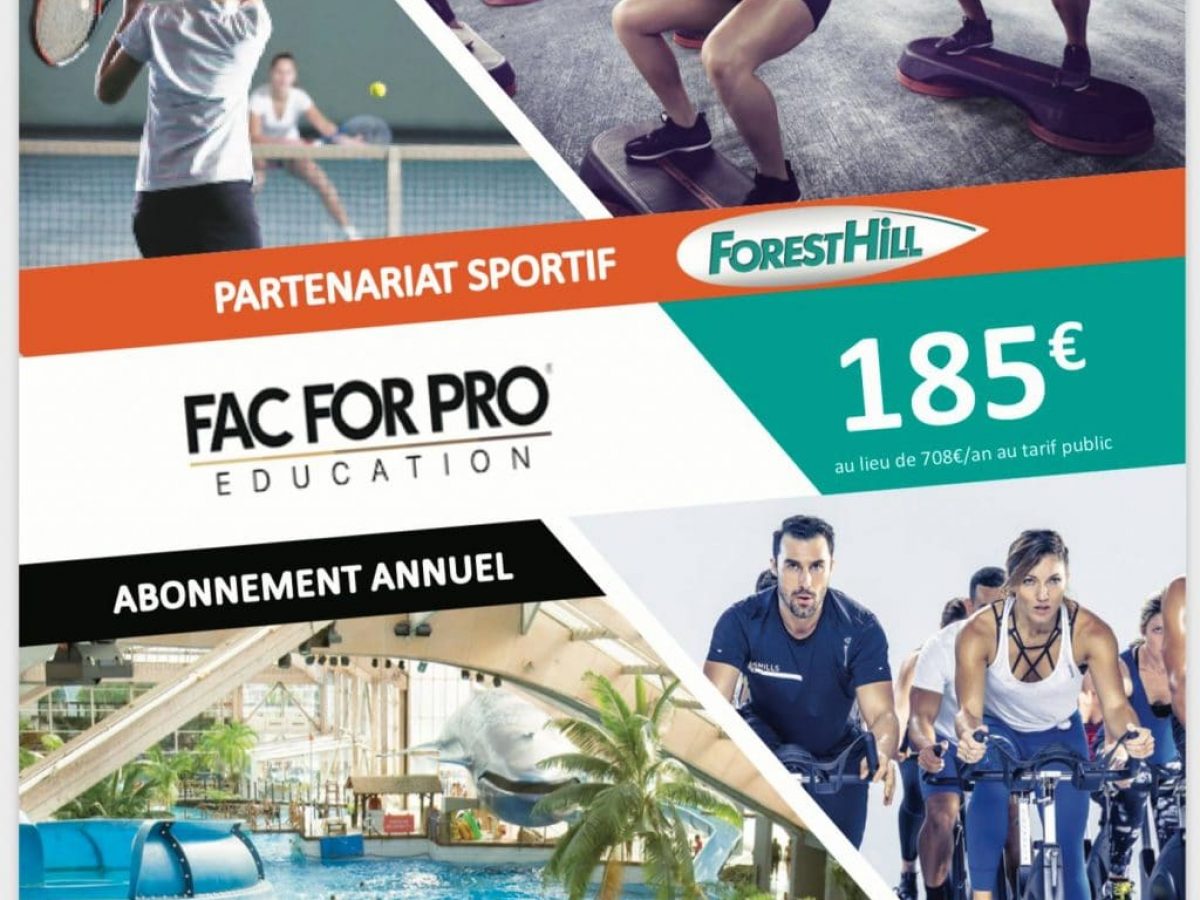 PARTENARIAT SPORTIF
FORESTHILL
185€
au lieu de 708€/an au tarif public
FAC FOR PRO
EDUCATION
ABONNEMENT ANNUEL